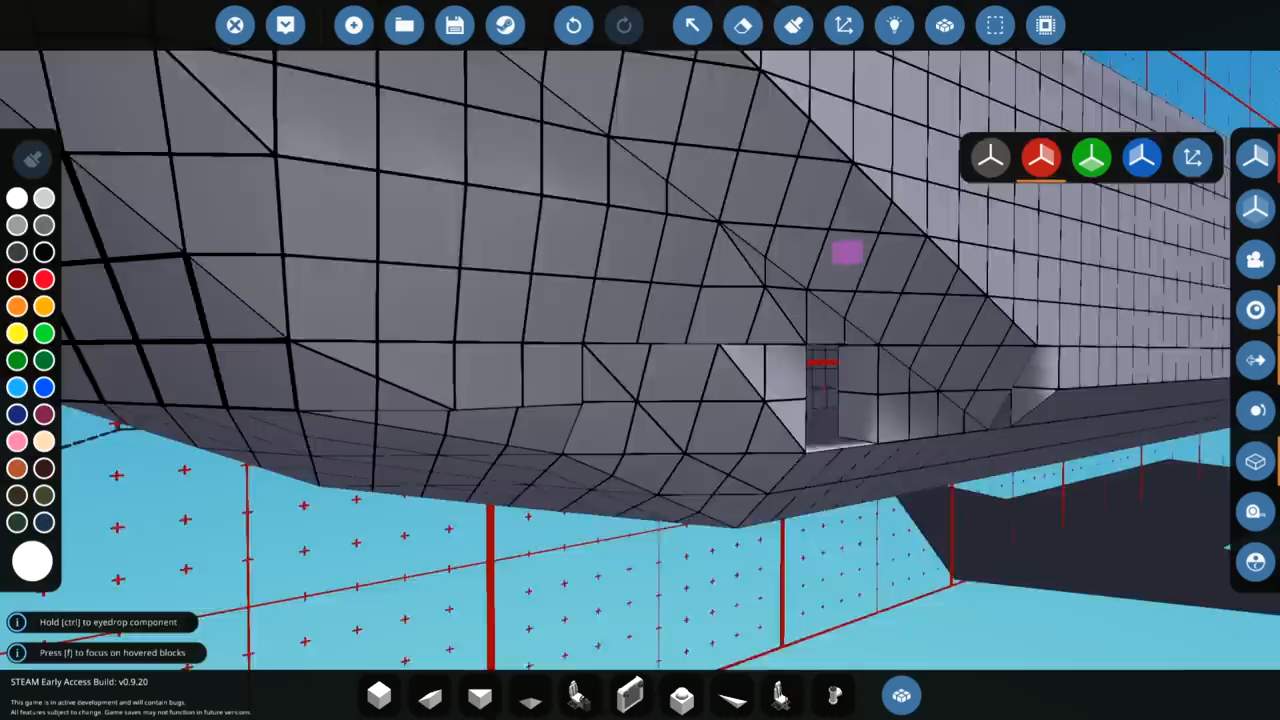 Hold [ctrl] to eyedrop component
Press [f] to focus on hovered blocks
STEAM Early Access Build: v0.9.20
This game is in active development and will contain bugs.
All features subject to change. Game saves may not function in future versions.